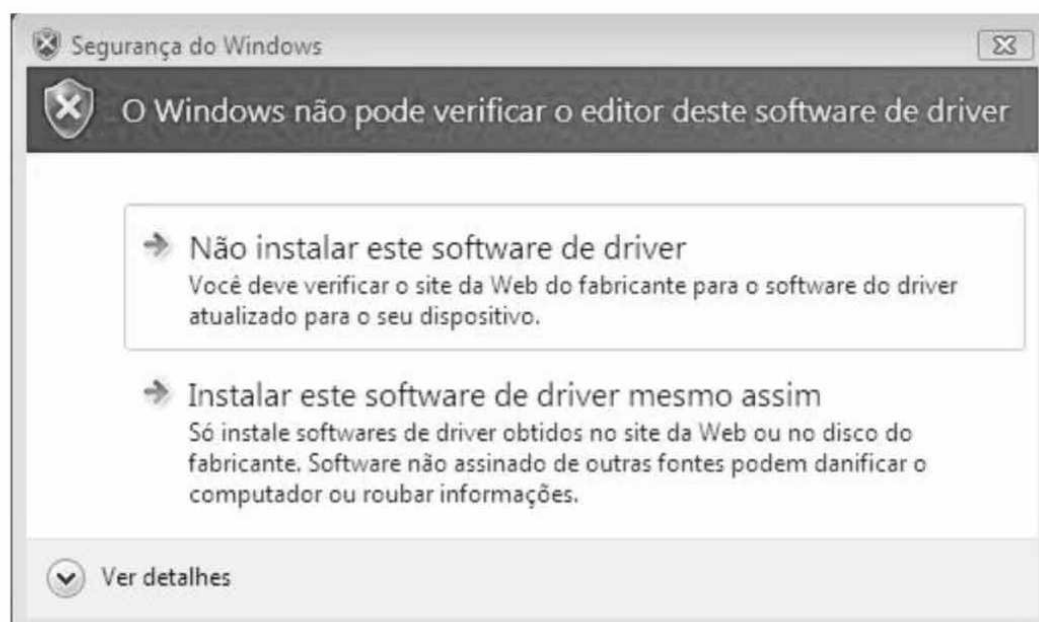 Segurança do Windows
O Windows não pode verificar o editor deste software de driver
Não instalar este software de driver
Você deve verificar o site da Web do fabricante para o software do driver
atualizado para o seu dispositivo.
Instalar este software de driver mesmo assim
Só instale softwares de driver obtidos no site da Web ou no disco do
fabricante. Software não assinado de outras fontes podem danificar o
computador ou roubar informações.
Ver detalhes